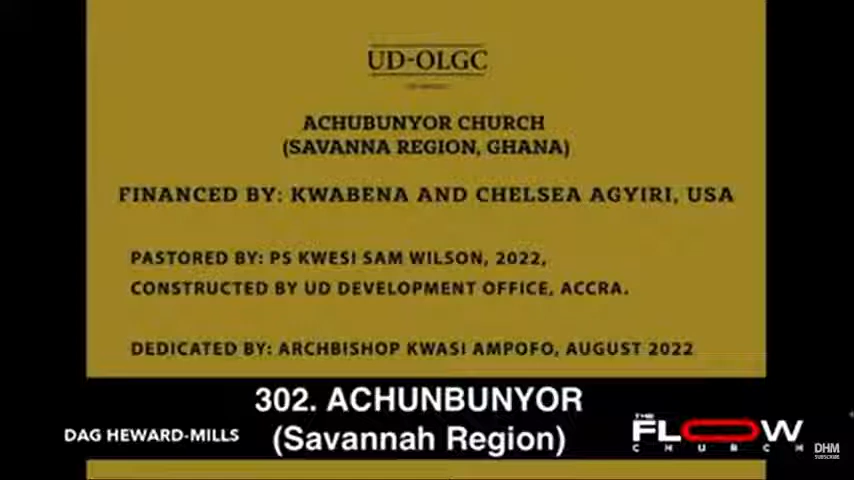 UD-OLGC
ACHUBUNYOR CHURCH
(SAVANNA REGION, GHANA)
FINANCED BY: KWABENA AND CHELSEA AGYIRI, USA
PASTORED BY: PS KWESI SAM WILSON, 2022,
CONSTRUCTED BY UD DEVELOPMENT OFFICE, ACCRA.
DEDICATED BY: ARCHBISHOP KWASI AMPOFO, AUGUST 2022
302. ACHUNBUNYOR
(Savannah Region)
DAG HEWARD-MILLS
THE
FLOW
CHURCH
DHM
SUBSCRIBE